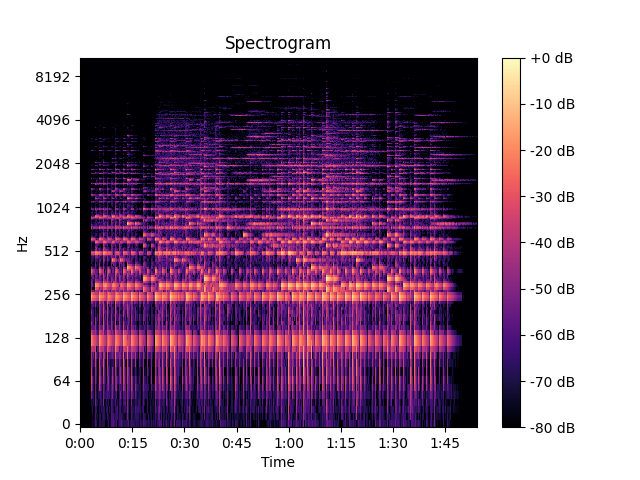 Spectrogram
8192
4096
2048
1024
512
256
128
64
0
Hz
0:00 0:15 0:30 0:45 1:00 1:15 1:30 1:45
Time
+0 dB
-10 dB
-20 dB
-30 dB
-40 dB
-50 dB
-60 dB
-70 dB
-80 dB